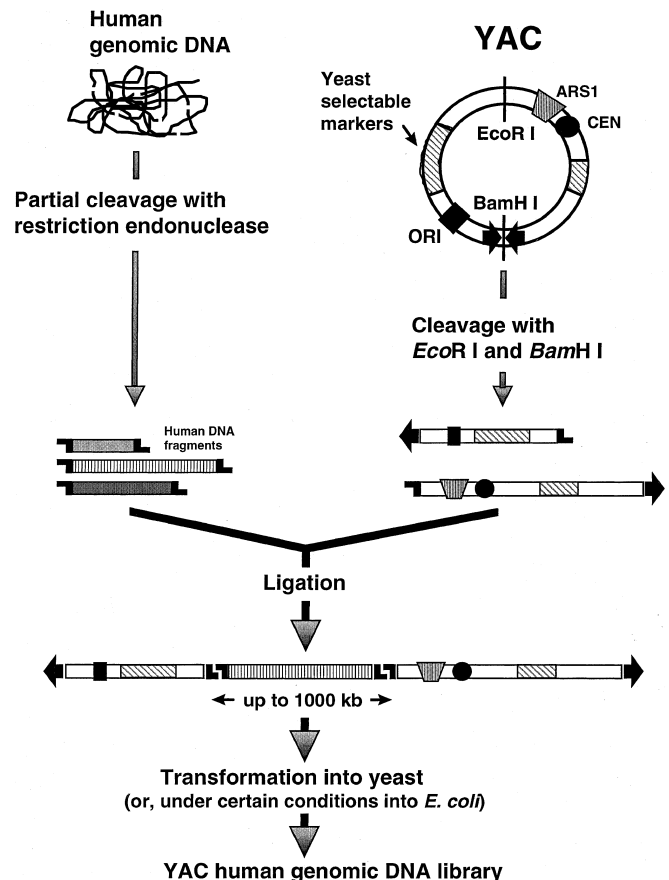 Human
genomic DNA
Partial cleavage with
restriction endonuclease
YAC
Yeast
selectable
markers
ARS1
CEN
EcoR I
BamH I
ORI
Cleavage with
EcoR I and BamH I
Human DNA
fragments
Ligation
up to 1000 kb
Transformation into yeast
(or, under certain conditions into E. coli)
YAC human genomic DNA library